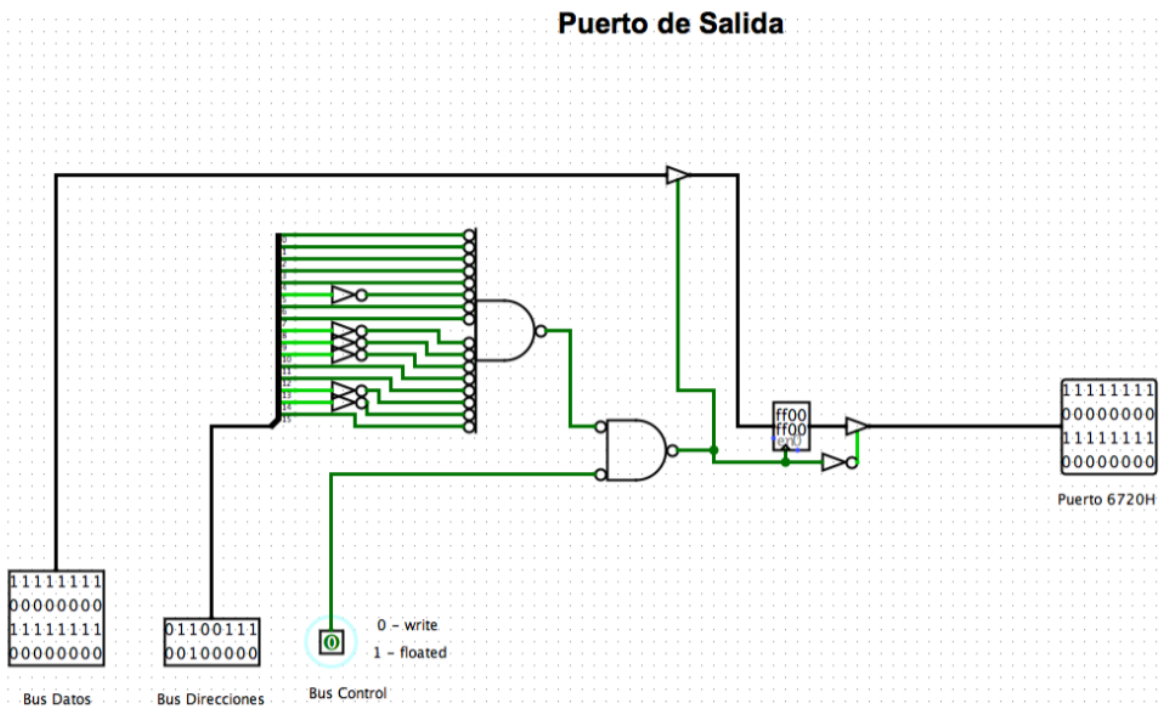 Puerto de Salida
0
1
2
3
4
5
6
7
8
9
10
11
12
13
14
15
ff00
ff00
en0
11111111
00000000
11111111
00000000
Puerto 6720H
11111111
00000000
11111111
00000000
Bus Datos
01100111
00100000
Bus Direcciones
0
0 - write
1 - floated
Bus Control